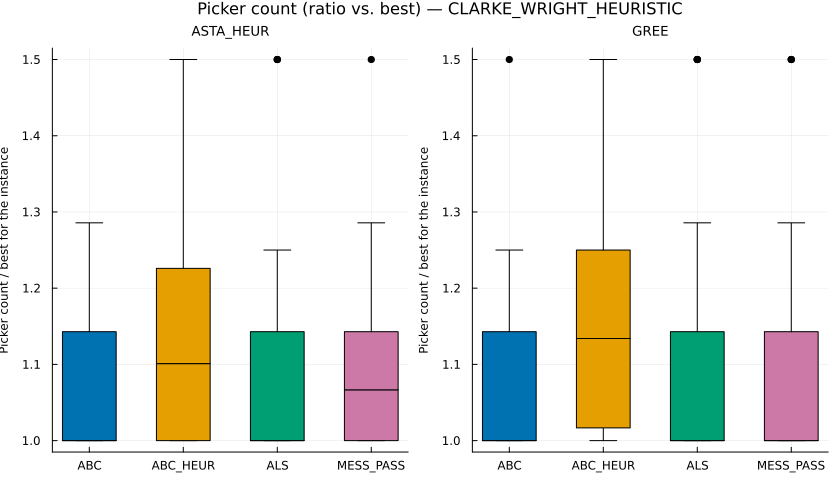 Picker count (ratio vs. best) — CLARKE_WRIGHT_HEURISTIC
ASTA_HEUR
Picker count / best for the instance
1.5
1.4
1.3
1.2
1.1
1.0
ABC ABC_HEUR ALS MESS_PASS
GREE
Picker count / best for the instance
1.5
1.4
1.3
1.2
1.1
1.0
ABC ABC_HEUR ALS MESS_PASS